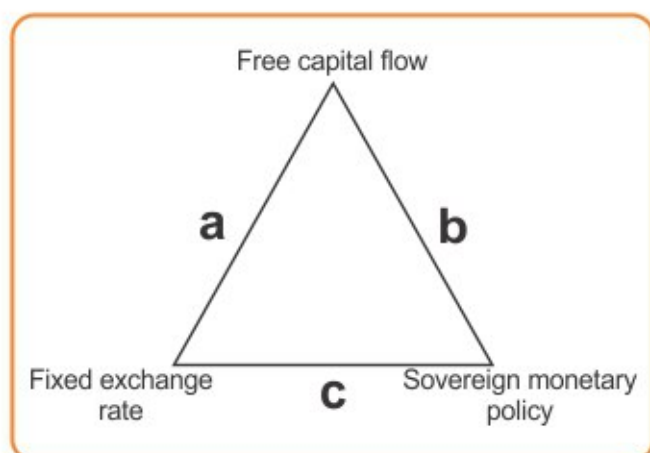 Free capital flow
a
b
Fixed exchange
rate
c
Sovereign monetary
policy